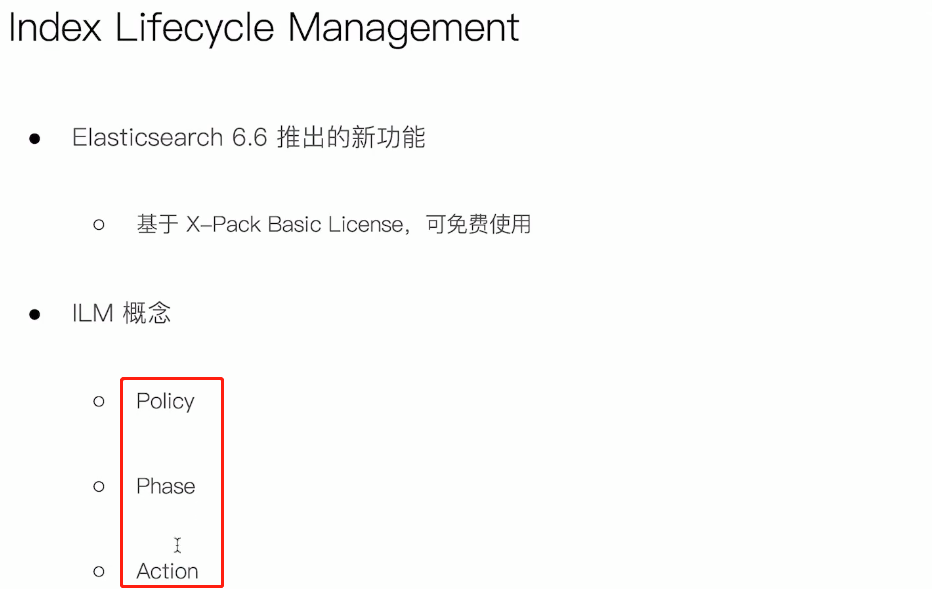 Index Lifecycle Management
Elasticsearch 6.6 推出的新功能
基于 X-Pack Basic License，可免费使用
ILM 概念
Policy
Phase
Action